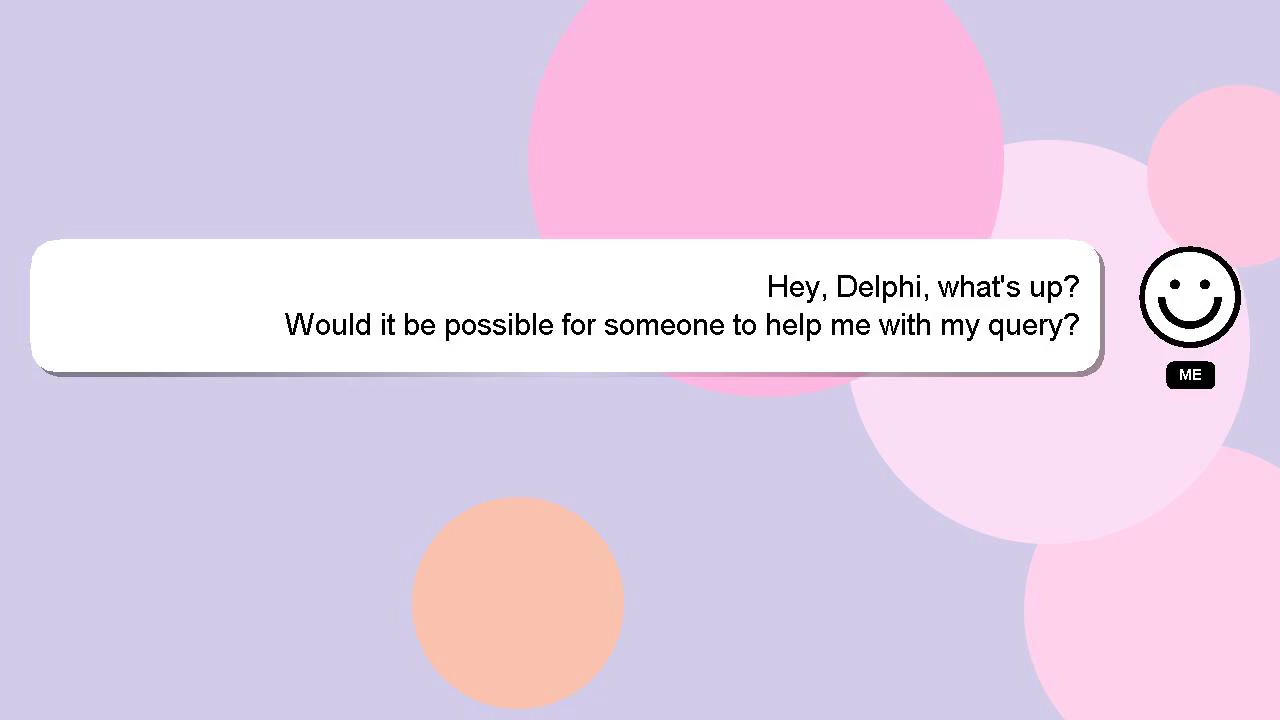 Hey, Delphi, what's up?
Would it be possible for someone to help me with my query?
ME